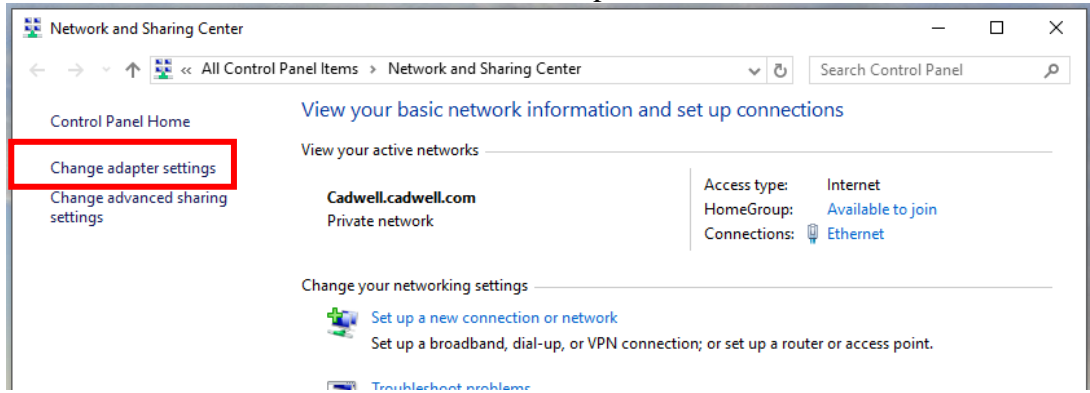 Network and Sharing Center
« All Control Panel Items › Network and Sharing Center
Search Control Panel
Control Panel Home
Change adapter settings
Change advanced sharing
settings
View your basic network information and set up connections
View your active networks
Cadwell.cadwell.com
Private network
Access type: Internet
HomeGroup: Available to join
Connections: Ethernet
Change your networking settings
Set up a new connection or network
Set up a broadband, dial-up, or VPN connection; or set up a router or access point.
Troubleshoot problems